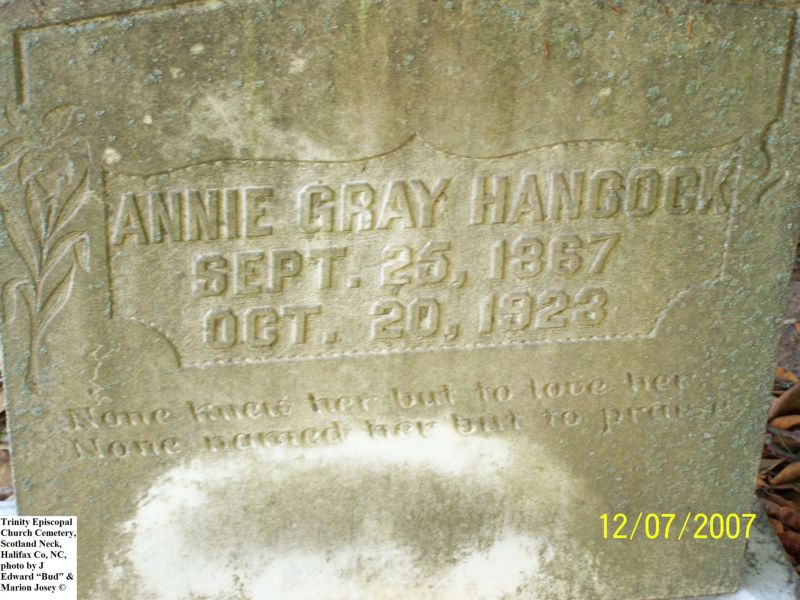 ANNIE GRAY HANCOCK
SEPT. 25, 1867
OCT. 20, 1923
None knew her but to love her
None named her but to praise
12/07/2007
Trinity Episcopal
Church Cemetery,
Scotland Neck,
Halifax Co, NC,
photo by J
Edward “Bud” &
Marion Josey ©